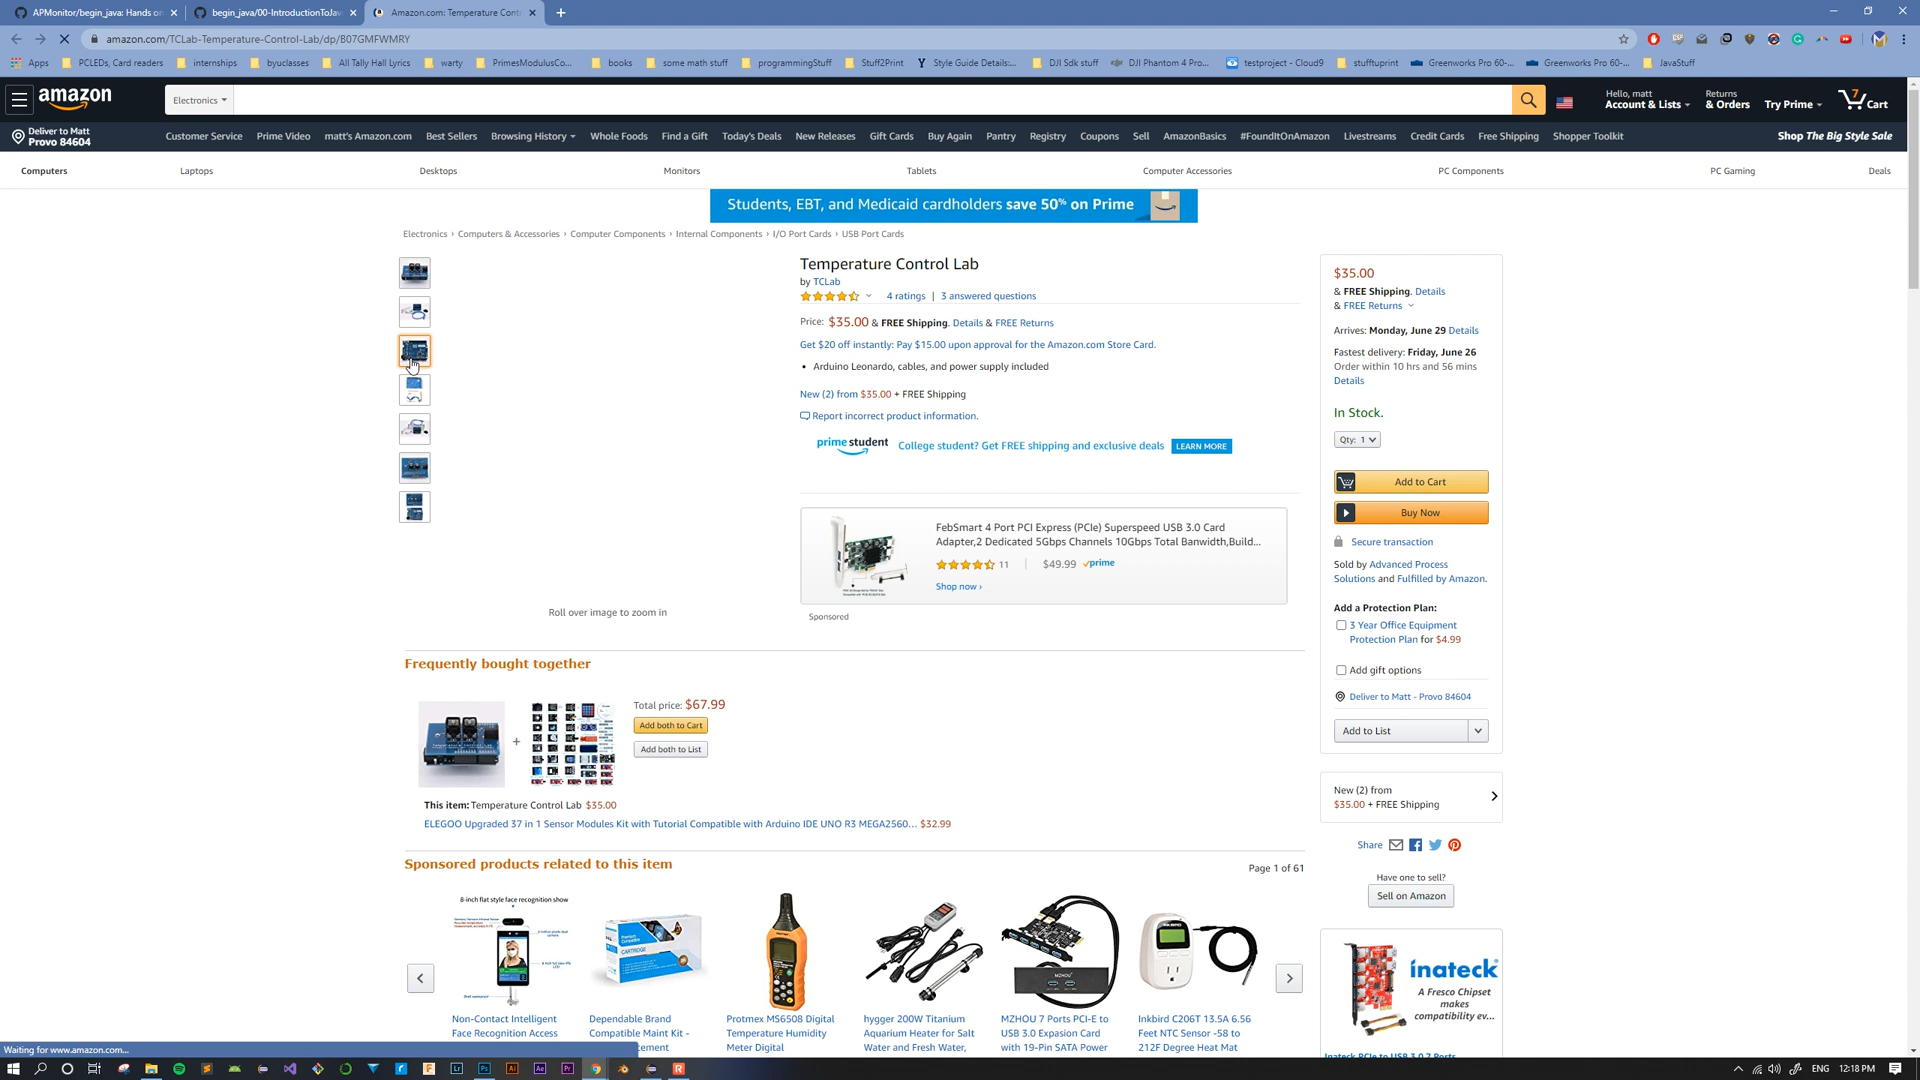 APMonitor/begin_java: Hands on
begin_java/00-IntroductionToJav
Amazon.com: Temperature Cont
amazon.com/TCLab-Temperature-Control-Lab/dp/B07GMFWMRY
Apps
PCLEDs, Card readers
internships
byuclasses
All Tally Hall Lyrics
warty
PrimesModulusCo...
books
some math stuff
programmingStuff
Stuff2Print
Style Guide Details:...
DJI Sdk stuff
DJI Phantom 4 Pro...
testproject - Cloud9
stufftuprint
Greenworks Pro 60-...
Greenworks Pro 60-...
JavaStuff
amazon
Electronics
Hello, matt
Account & Lists
Returns
& Orders
Try Prime
7
Cart
Deliver to Matt
Provo 84604
Customer Service
Prime Video
matt's Amazon.com
Best Sellers
Browsing History
Whole Foods
Find a Gift
Today's Deals
New Releases
Gift Cards
Buy Again
Pantry
Registry
Coupons
Sell
AmazonBasics
#FoundItOnAmazon
Livestreams
Credit Cards
Free Shipping
Shopper Toolkit
Shop The Big Style Sale
Computers
Laptops
Desktops
Monitors
Tablets
Computer Accessories
PC Components
PC Gaming
Deals
Students, EBT, and Medicaid cardholders save 50% on Prime
Electronics › Computers & Accessories › Computer Components › Internal Components › I/O Port Cards › USB Port Cards
Temperature Control Lab
by TCLab
4 ratings | 3 answered questions
Price: $35.00 & FREE Shipping. Details & FREE Returns
Get $20 off instantly: Pay $15.00 upon approval for the Amazon.com Store Card.
• Arduino Leonardo, cables, and power supply included
New (2) from $35.00 + FREE Shipping
Report incorrect product information.
prime student
College student? Get FREE shipping and exclusive deals
LEARN MORE
FebSmart 4 Port PCI Express (PCIe) Superspeed USB 3.0 Card
Adapter,2 Dedicated 5Gbps Channels 10Gbps Total Banwidth,Build...
11 | $49.99 prime
Shop now ›
Sponsored
Roll over image to zoom in
$35.00
& FREE Shipping. Details
& FREE Returns
Arrives: Monday, June 29 Details
Fastest delivery: Friday, June 26
Order within 10 hrs and 56 mins
Details
In Stock.
Qty: 1
Add to Cart
Buy Now
Secure transaction
Sold by Advanced Process
Solutions and Fulfilled by Amazon.
Add a Protection Plan:
3 Year Office Equipment
Protection Plan for $4.99
Add gift options
Deliver to Matt - Provo 84604
Add to List
New (2) from
$35.00 + FREE Shipping
Share
Have one to sell?
Sell on Amazon
inateck
A Fresco Chipset
makes
compatibility ev...
Inateck PCIe to USB 3.0 7 Ports
Frequently bought together
Total price: $67.99
Add both to Cart
Add both to List
+
This item: Temperature Control Lab $35.00
ELEGOO Upgraded 37 in 1 Sensor Modules Kit with Tutorial Compatible with Arduino IDE UNO R3 MEGA2560... $32.99
Sponsored products related to this item
Page 1 of 61
8-inch flat style face recognition show
CARTRIDGE
MZHOU
Non-Contact Intelligent
Face Recognition Access
Dependable Brand
Compatible Maint Kit -
cement
Protmex MS6508 Digital
Temperature Humidity
Meter Digital
hygger 200W Titanium
Aquarium Heater for Salt
Water and Fresh Water,
MZHOU 7 Ports PCI-E to
USB 3.0 Expasion Card
with 19-Pin SATA Power
Inkbird C206T 13.5A 6.56
Feet NTC Sensor -58 to
212F Degree Heat Mat
Waiting for www.amazon.com...
ENG
12:18 PM